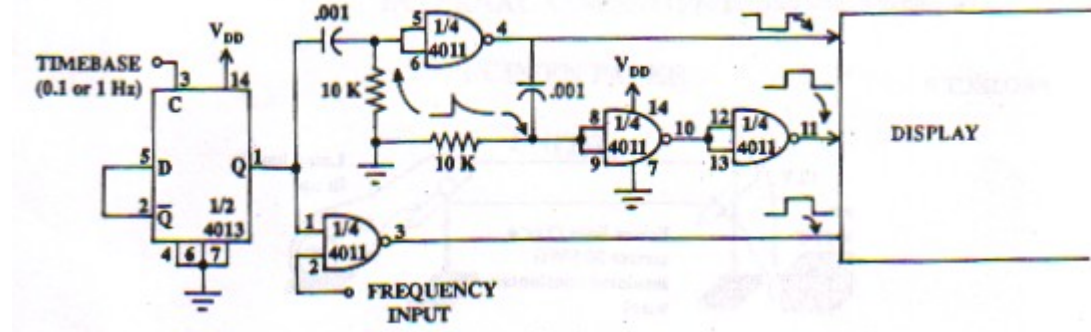 .001
5
6
1/4
4011
4
V_DD
TIMEBASE
(0.1 or 1 Hz)
3
14
C
10 K
V_DD
.001
14
5
D
Q
1
8
9
1/4
4011
10
7
12
13
1/4
4011
11
DISPLAY
10 K
2
Q̅
1/2
4013
4
6
7
1
2
1/4
4011
3
FREQUENCY
INPUT